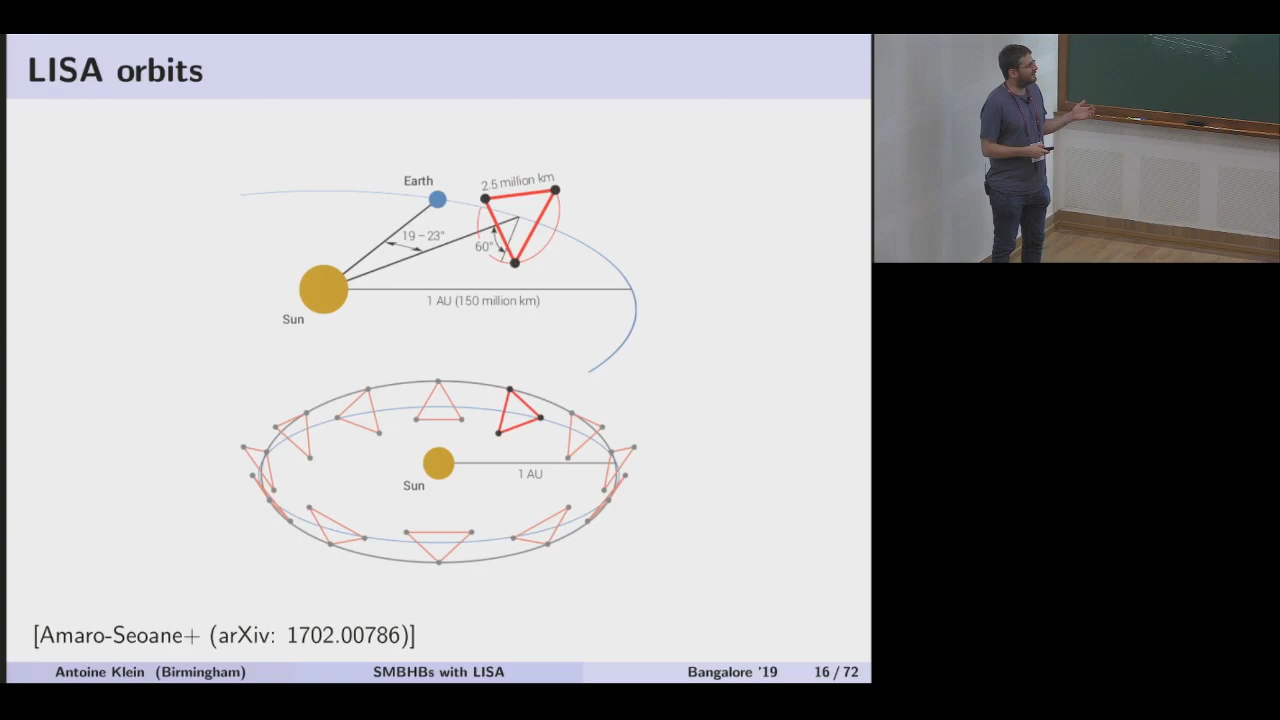 LISA orbits
Earth
2.5 million km
19 – 23°
60°
1 AU (150 million km)
Sun
1 AU
Sun
[Amaro-Seoane+ (arXiv: 1702.00786)]
Antoine Klein (Birmingham) SMBHBs with LISA Bangalore '19 16 / 72